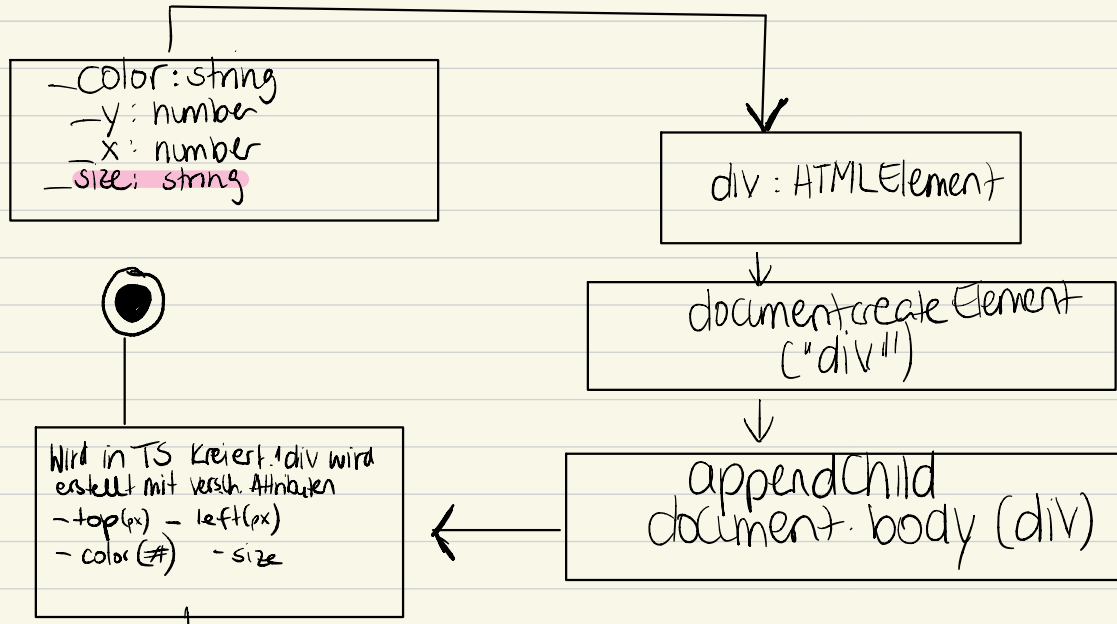 _color: string
_y: number
_x: number
_size: string
div : HTMLElement
document.createElement
("div")
appendChild
document. body (div)
Wird in TS kreiert. 1 div wird
erstellt mit versch. Attributen
- top(px) - left(px)
- color (#) - size